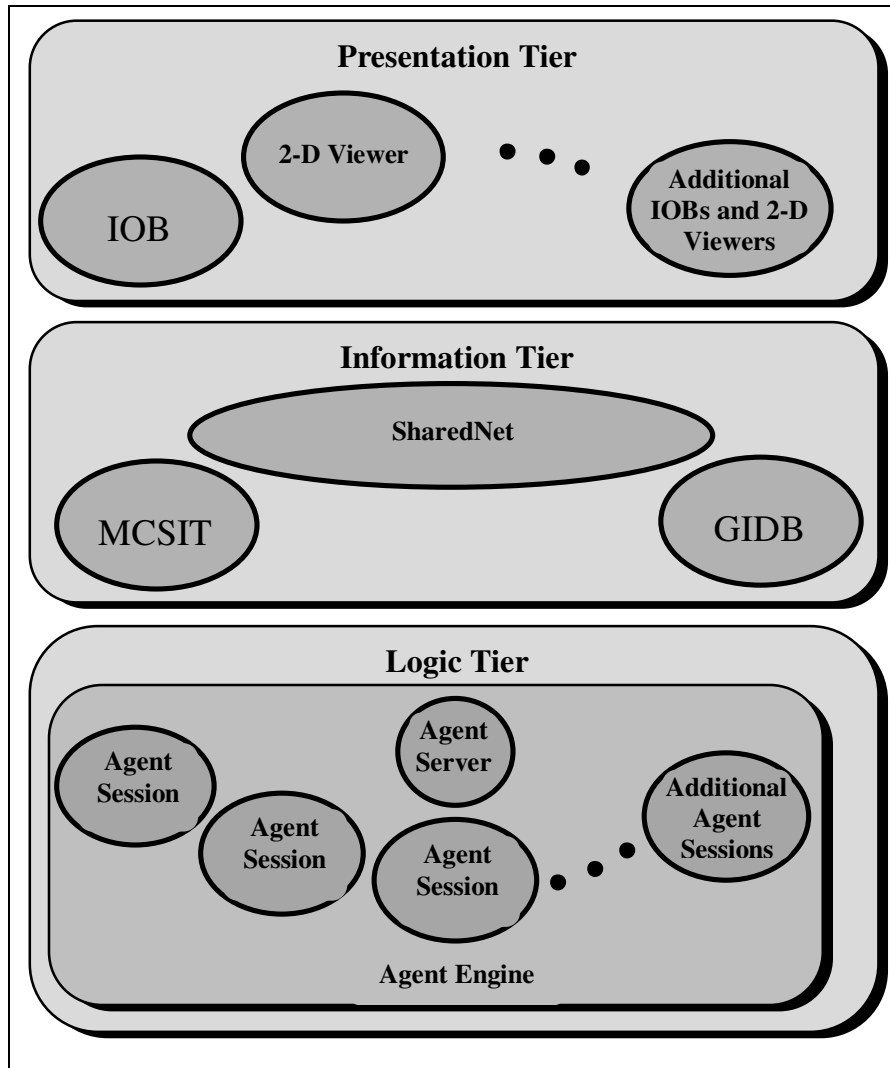 Presentation Tier
2-D Viewer
IOB
Additional
IOBs and 2-D
Viewers
Information Tier
SharedNet
MCSIT
GIDB
Logic Tier
Agent
Session
Agent
Server
Agent
Session
Agent
Session
Additional
Agent
Sessions
Agent Engine